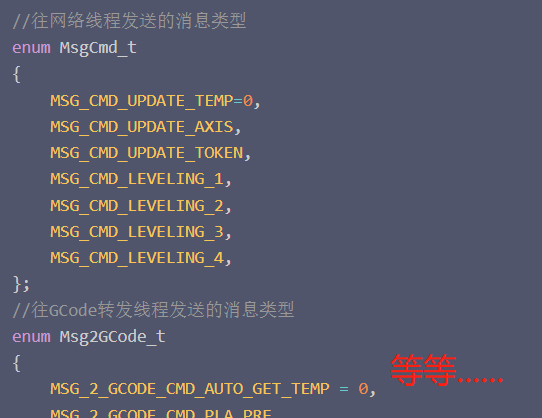 //往网络线程发送的消息类型
enum MsgCmd_t
{
    MSG_CMD_UPDATE_TEMP=0,
    MSG_CMD_UPDATE_AXIS,
    MSG_CMD_UPDATE_TOKEN,
    MSG_CMD_LEVELING_1,
    MSG_CMD_LEVELING_2,
    MSG_CMD_LEVELING_3,
    MSG_CMD_LEVELING_4,
};
//往GCode转发线程发送的消息类型
enum Msg2GCode_t
{
等等......
    MSG_2_GCODE_CMD_AUTO_GET_TEMP = 0,
    MSG_2_GCODE_CMD_PLA_PRE